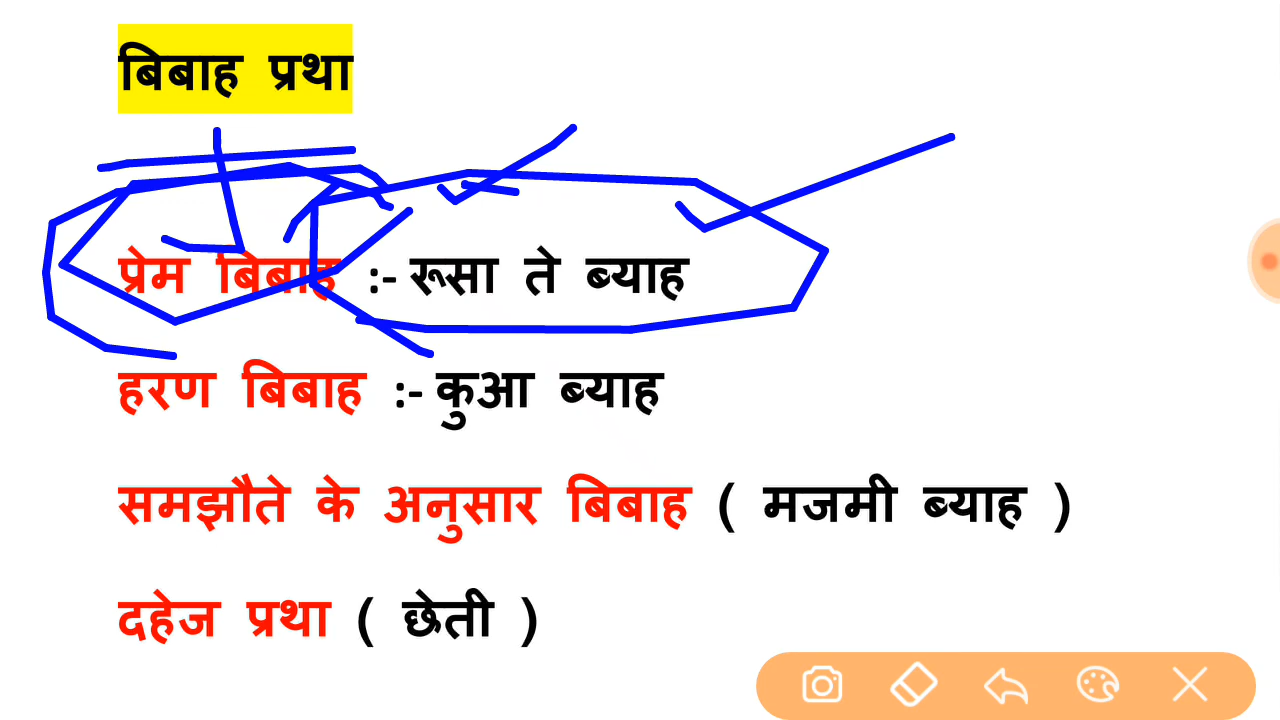 बिबाह प्रथा
प्रेम बिबाह :- रूसा ते ब्याह
हरण बिबाह :- कुआ ब्याह
समझौते के अनुसार बिबाह ( मजमी ब्याह )
दहेज प्रथा ( छेती )